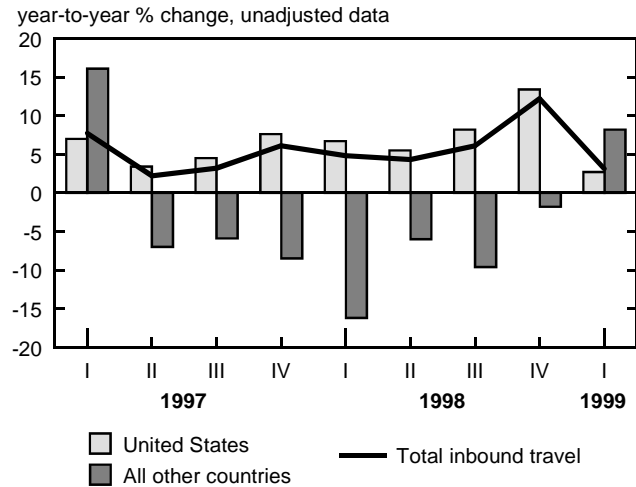 year-to-year % change, unadjusted data
20
15
10
5
0
-5
-10
-15
-20
I II III IV I II III IV I
1997 1998 1999
United States
All other countries
Total inbound travel